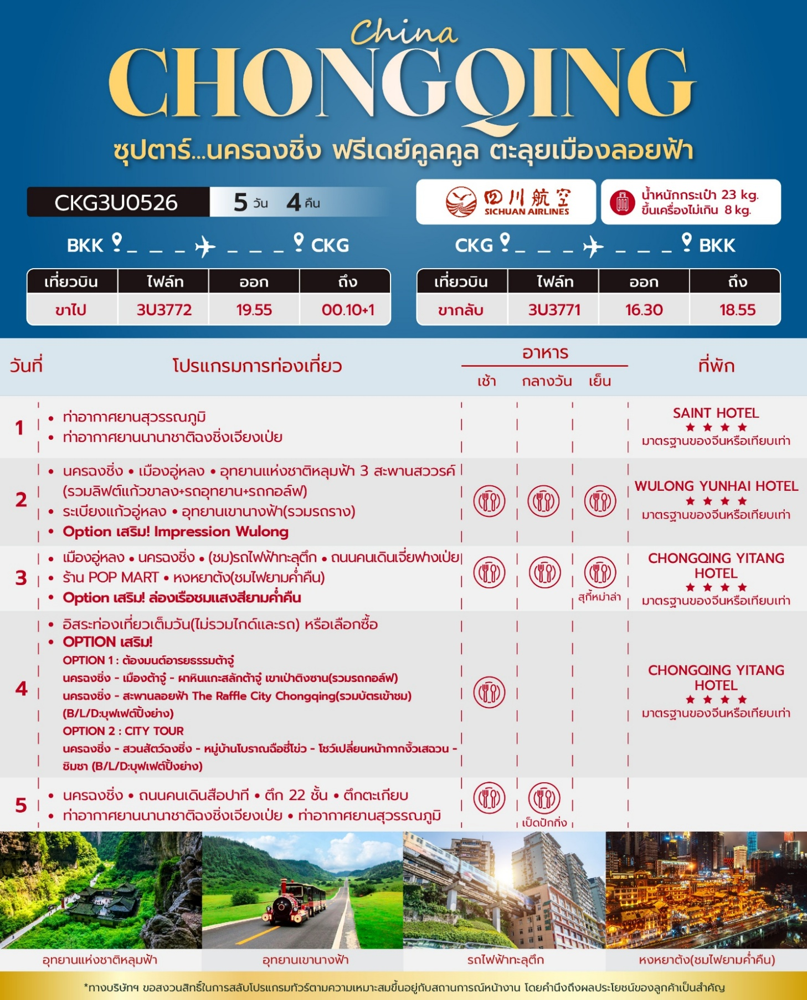 China
CHONGQING
ซุปตาร์...นครฉงชิ่ง ฟรีเดย์คูลคูล ตะลุยเมืองลอยฟ้า
CKG3U0526
5 วัน 4 คืน
四川航空
SICHUAN AIRLINES
น้ำหนักกระเป๋า 23 kg.
ขึ้นเครื่องไม่เกิน 8 kg.
BKK CKG
CKG BKK
เที่ยวบิน ไฟล์ท ออก ถึง
ขาไป 3U3772 19.55 00.10+1
เที่ยวบิน ไฟล์ท ออก ถึง
ขากลับ 3U3771 16.30 18.55
วันที่ โปรแกรมการท่องเที่ยว อาหาร ที่พัก
เช้า กลางวัน เย็น
1
• ท่าอากาศยานสุวรรณภูมิ
• ท่าอากาศยานนานาชาติฉงชิ่งเจียงเป่ย
SAINT HOTEL
★ ★ ★ ★
มาตรฐานของจีนหรือเทียบเท่า
2
• นครฉงชิ่ง • เมืองอู่หลง • อุทยานแห่งชาติหลุมฟ้า 3 สะพานสววรค์
(รวมลิฟต์แก้วขาลง+รถอุทยาน+รถกอล์ฟ)
• ระเบียงแก้วอู่หลง • อุทยานเขานางฟ้า(รวมรถราง)
• Option เสริม! Impression Wulong
WULONG YUNHAI HOTEL
★ ★ ★ ★
มาตรฐานของจีนหรือเทียบเท่า
3
• เมืองอู่หลง • นครฉงชิ่ง • (ชม)รถไฟฟ้าทะลุตึก • ถนนคนเดินเจี่ยฟางเป่ย
• ร้าน POP MART • หงหยาต้ง(ชมไฟยามค่ำคืน)
• Option เสริม! ล่องเรือชมแสงสียามค่ำคืน
สุกี้หม่าล่า
CHONGQING YITANG
HOTEL
★ ★ ★ ★
มาตรฐานของจีนหรือเทียบเท่า
4
• อิสระท่องเที่ยวเต็มวัน(ไม่รวมไกด์และรถ) หรือเลือกซื้อ
• OPTION เสริม!
OPTION 1 : ต้องมนต์อารยธรรมต้าจู๋
นครฉงชิ่ง - เมืองต้าจู๋ - ผาหินแกะสลักต้าจู๋ เขาเป่าติงซาน(รวมรถกอล์ฟ)
นครฉงชิ่ง - สะพานลอยฟ้า The Raffle City Chongqing(รวมบัตรเข้าชม)
(B/L/D:บุฟเฟต์ปิ้งย่าง)
OPTION 2 : CITY TOUR
นครฉงชิ่ง - สวนสัตว์ฉงชิ่ง - หมู่บ้านโบราณฉือชี่โข่ว - โชว์เปลี่ยนหน้ากากงิ้วเสฉวน -
ชิมชา (B/L/D:บุฟเฟต์ปิ้งย่าง)
CHONGQING YITANG
HOTEL
★ ★ ★ ★
มาตรฐานของจีนหรือเทียบเท่า
5
• นครฉงชิ่ง • ถนนคนเดินสือปาที • ตึก 22 ชั้น • ตึกตะเกียบ
• ท่าอากาศยานนานาชาติฉงชิ่งเจียงเป่ย • ท่าอากาศยานสุวรรณภูมิ
เป็ดปักกิ่ง
อุทยานแห่งชาติหลุมฟ้า
อุทยานเขานางฟ้า
รถไฟฟ้าทะลุตึก
หงหยาต้ง(ชมไฟยามค่ำคืน)
*ทางบริษัทฯ ขอสงวนสิทธิ์ในการสลับโปรแกรมทัวร์ตามความเหมาะสมขึ้นอยู่กับสถานการณ์หน้างาน โดยคำนึงถึงผลประโยชน์ของลูกค้าเป็นสำคัญ